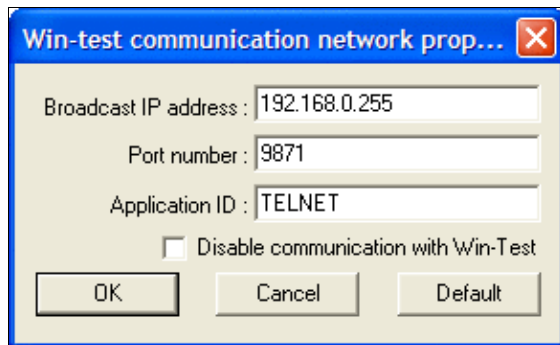 Win-test communication network prop...
Broadcast IP address : 192.168.0.255
Port number : 9871
Application ID : TELNET
Disable communication with Win-Test
OK Cancel Default